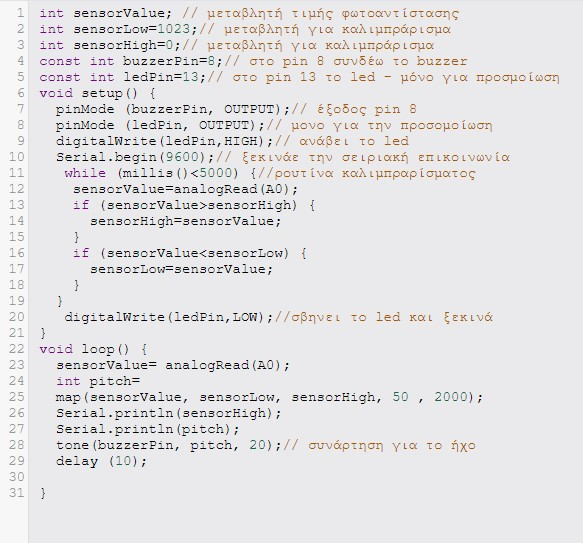 1 int sensorValue; // μεταβλητή τιμής φωτοαντίστασης
2 int sensorLow=1023;// μεταβλητή για καλιμπράρισμα
3 int sensorHigh=0;// μεταβλητή για καλιμπράρισμα
4 const int buzzerPin=8;// στο pin 8 συνδέω το buzzer
5 const int ledPin=13;// στο pin 13 το led - μόνο για προσμοίωση
6 void setup() {
7   pinMode (buzzerPin, OUTPUT);// έξοδος pin 8
8   pinMode (ledPin, OUTPUT);// μονο για την προσομοίωση
9   digitalWrite(ledPin,HIGH);// ανάβει το led
10   Serial.begin(9600);// ξεκινάε την σειριακή επικοινωνία
11    while (millis()<5000) {//ρουτίνα καλιμπραρίσματος
12     sensorValue=analogRead(A0);
13     if (sensorValue>sensorHigh) {
14       sensorHigh=sensorValue;
15     }
16     if (sensorValue<sensorLow) {
17       sensorLow=sensorValue;
18     }
19   }
20    digitalWrite(ledPin,LOW);//σβηνει το led και ξεκινά
21 }
22 void loop() {
23   sensorValue= analogRead(A0);
24   int pitch=
25   map(sensorValue, sensorLow, sensorHigh, 50 , 2000);
26   Serial.println(sensorHigh);
27   Serial.println(pitch);
28   tone(buzzerPin, pitch, 20);// συνάρτηση για το ήχο
29   delay (10);
30
31 }